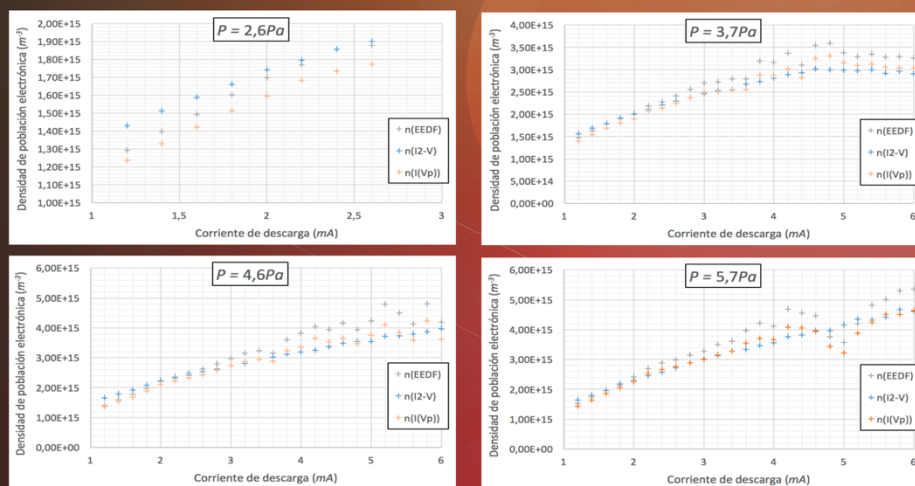 P = 2,6Pa
Densidad de población electrónica (m-3)
2,00E+15
1,90E+15
1,80E+15
1,70E+15
1,60E+15
1,50E+15
1,40E+15
1,30E+15
1,20E+15
1,10E+15
1,00E+15
1
1,5
2
2,5
3
Corriente de descarga (mA)
n(EEDF)
n(I2-V)
n(I(Vp))
P = 3,7Pa
Densidad de población electrónica (m-3)
4,00E+15
3,50E+15
3,00E+15
2,50E+15
2,00E+15
1,50E+15
1,00E+15
5,00E+14
0,00E+00
1
2
3
4
5
6
Corriente de descarga (mA)
n(EEDF)
n(I2-V)
n(I(Vp))
P = 4,6Pa
Densidad de población electrónica (m-3)
6,00E+15
5,00E+15
4,00E+15
3,00E+15
2,00E+15
1,00E+15
0,00E+00
1
2
3
4
5
6
Corriente de descarga (mA)
n(EEDF)
n(I2-V)
n(I(Vp))
P = 5,7Pa
Densidad de población electrónica (m-3)
6,00E+15
5,00E+15
4,00E+15
3,00E+15
2,00E+15
1,00E+15
0,00E+00
1
2
3
4
5
6
Corriente de descarga (mA)
n(EEDF)
n(I2-V)
n(I(Vp))